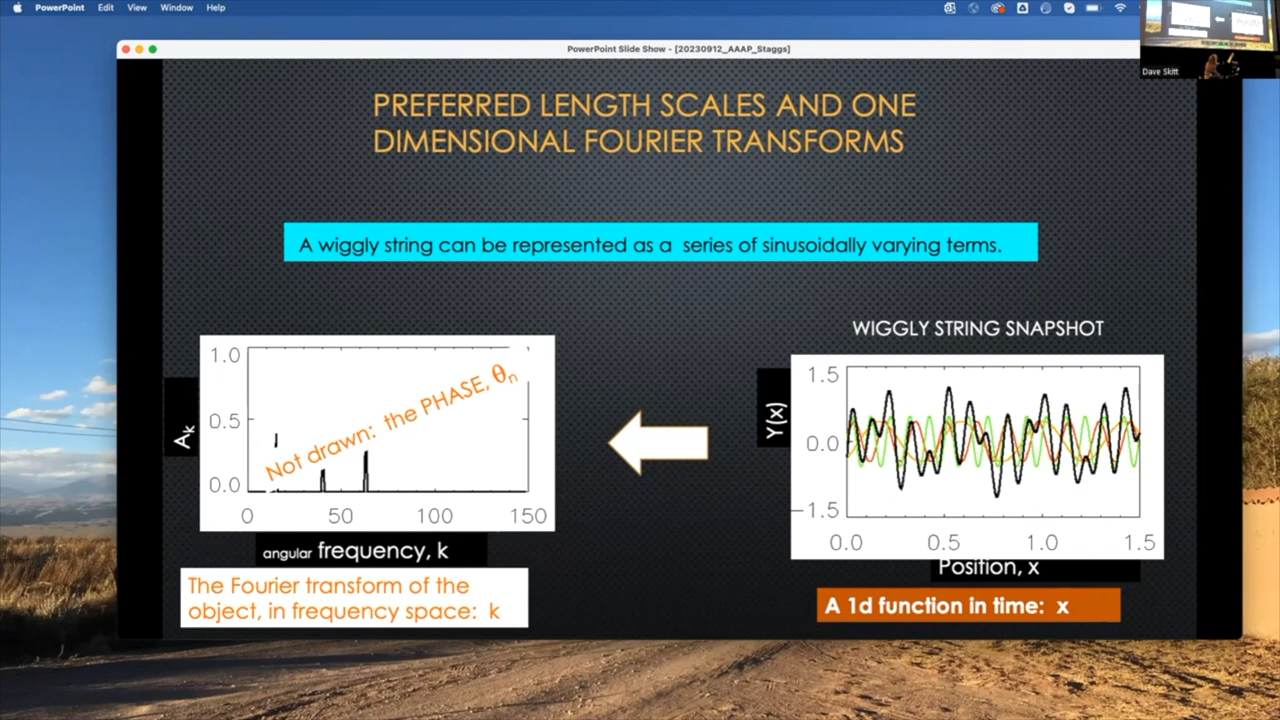 PowerPoint Edit View Window Help
PowerPoint Slide Show - [20230912_AAAP_Staggs]
Dave Skitt
PREFERRED LENGTH SCALES AND ONE
DIMENSIONAL FOURIER TRANSFORMS
A wiggly string can be represented as a series of sinusoidally varying terms.
WIGGLY STRING SNAPSHOT
1.0
0.5
0.0
Ak
Not drawn: the PHASE, θn
0 50 100 150
angular frequency, k
The Fourier transform of the
object, in frequency space: k
1.5
0.0
−1.5
Y(x)
0.0 0.5 1.0 1.5
Position, x
A 1d function in time: x